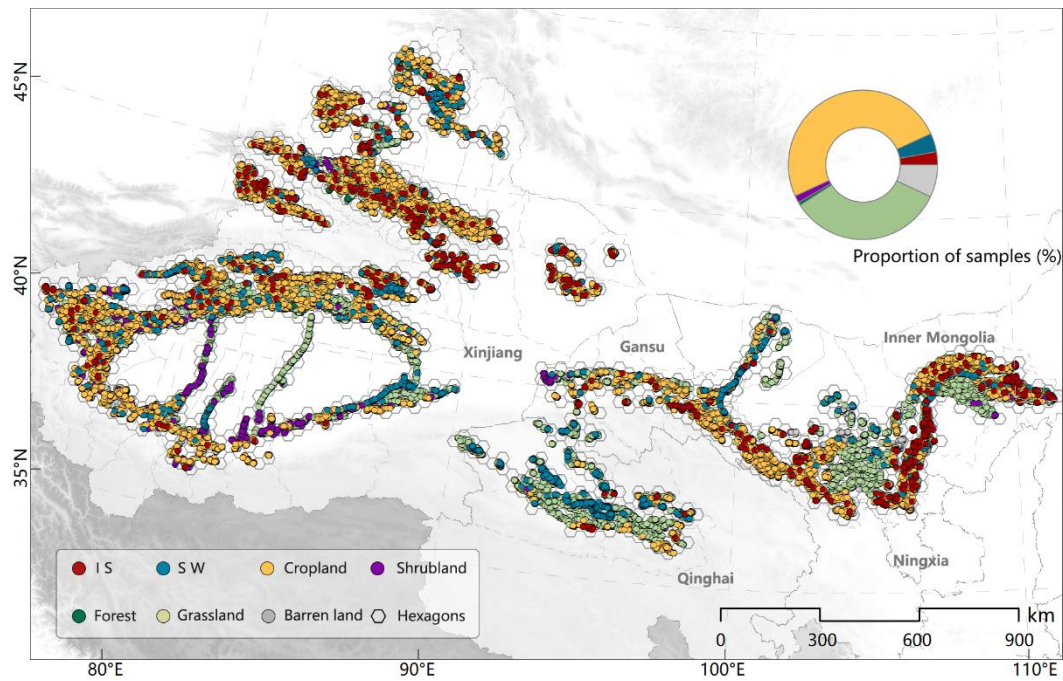 45°N
Proportion of samples (%)
40°N
Xinjiang
Gansu
Inner Mongolia
35°N
I S
S W
Cropland
Shrubland
Ningxia
Qinghai
Forest
Grassland
Barren land
Hexagons
km
0
300
600
900
80°E
90°E
100°E
110°E